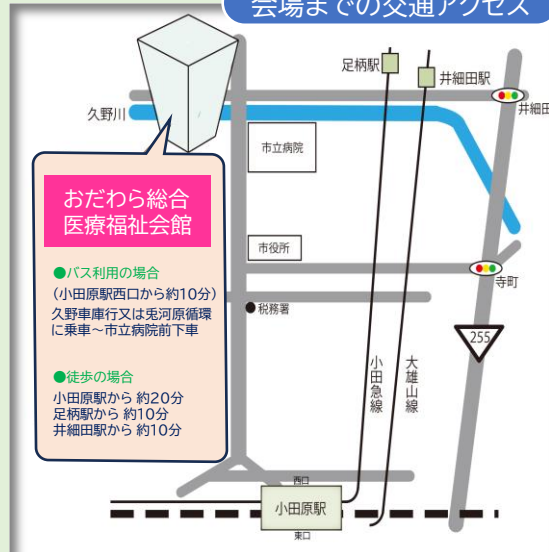 会場までの交通アクセス
足柄駅
井細田駅
井細田
久野川
市立病院
おだわら総合
医療福祉会館
市役所
●バス利用の場合
(小田原駅西口から約10分)
久野車庫行又は兎河原循環
に乗車～市立病院前下車
寺町
●税務署
255
小田急線
大雄山線
●徒歩の場合
小田原駅から 約20分
足柄駅から 約10分
井細田駅から 約10分
西口
小田原駅
東口